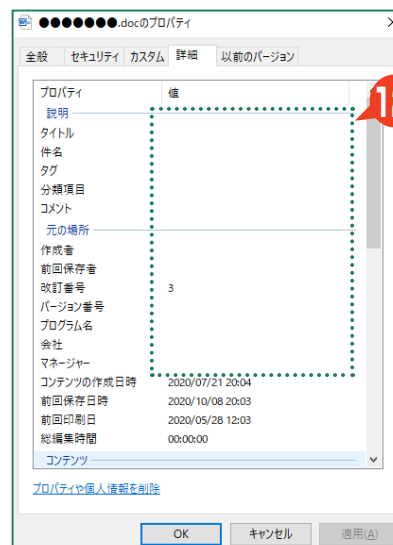 ●●●●●●●.docのプロパティ
全般 セキュリティ カスタム 詳細 以前のバージョン
プロパティ 値
説明
タイトル
件名
タグ
分類項目
コメント
元の場所
作成者
前回保存者
改訂番号 3
バージョン番号
プログラム名
会社
マネージャー
コンテンツの作成日時 2020/07/21 20:04
前回保存日時 2020/10/08 20:03
前回印刷日 2020/05/28 12:03
総編集時間 00:00:00
コンテンツ
プロパティや個人情報を削除
OK キャンセル 適用(A)